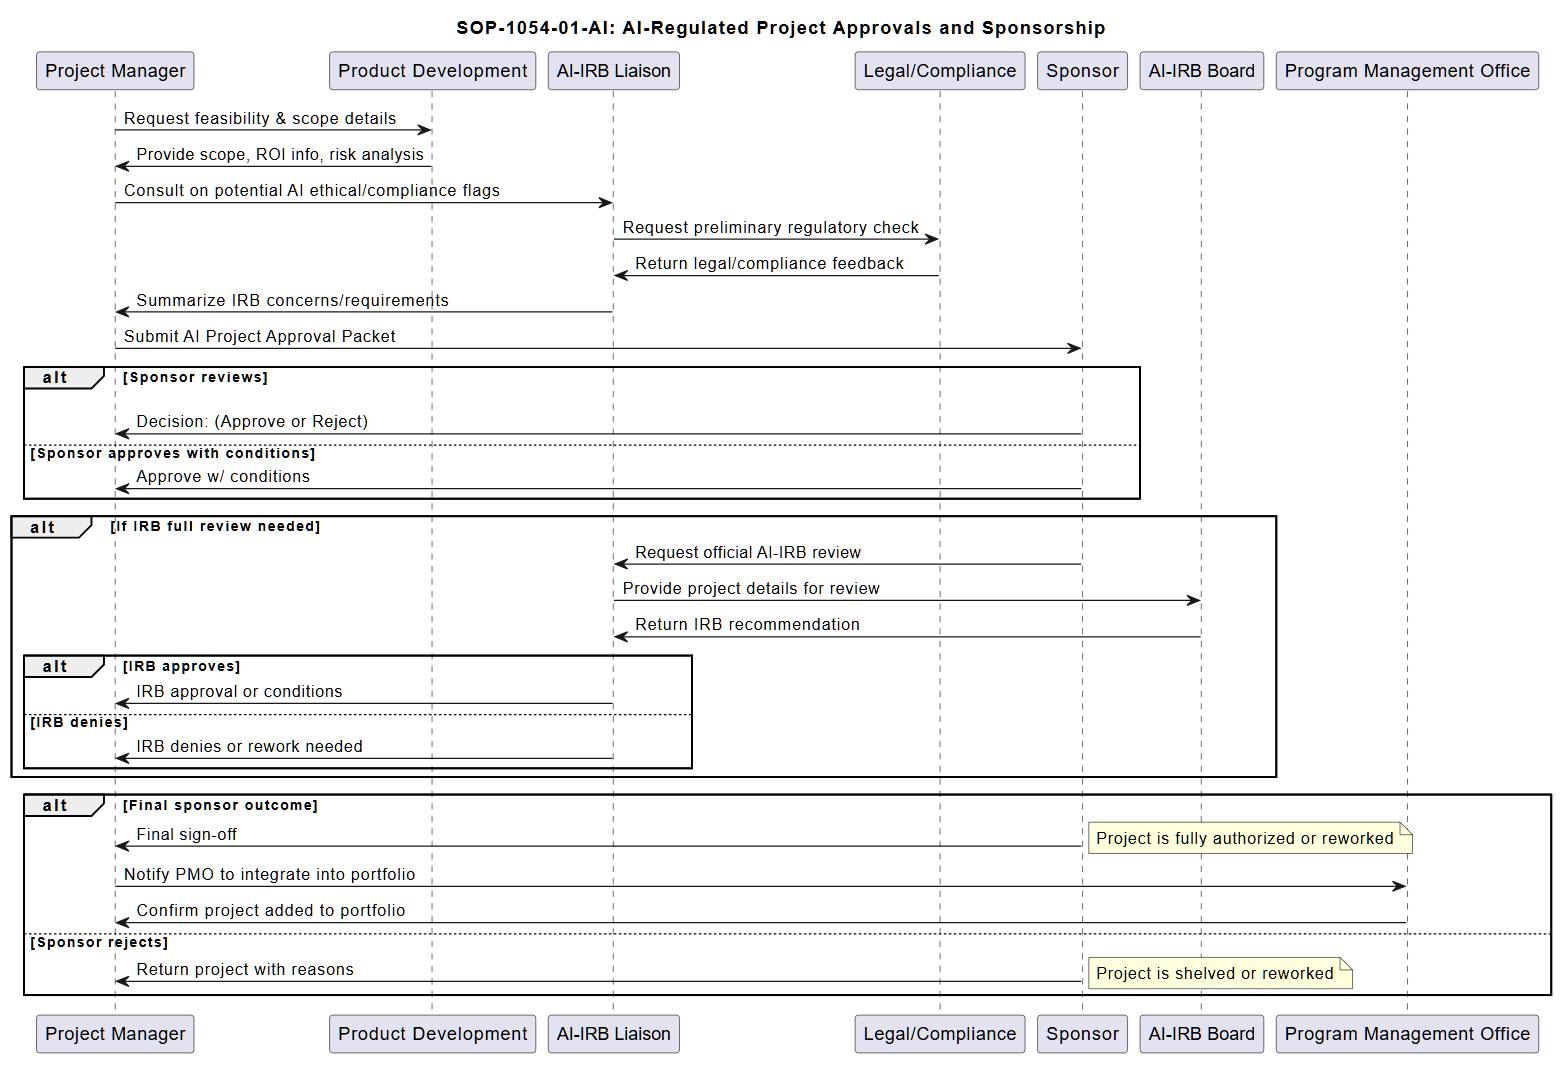 SOP-1054-01-AI: AI-Regulated Project Approvals and Sponsorship
Project Manager
Product Development
AI-IRB Liaison
Legal/Compliance
Sponsor
AI-IRB Board
Program Management Office
Request feasibility & scope details
Provide scope, ROI info, risk analysis
Consult on potential AI ethical/compliance flags
Request preliminary regulatory check
Return legal/compliance feedback
Summarize IRB concerns/requirements
Submit AI Project Approval Packet
alt
[Sponsor reviews]
Decision: (Approve or Reject)
[Sponsor approves with conditions]
Approve w/ conditions
alt
[If IRB full review needed]
Request official AI-IRB review
Provide project details for review
Return IRB recommendation
alt
[IRB approves]
IRB approval or conditions
[IRB denies]
IRB denies or rework needed
alt
[Final sponsor outcome]
Final sign-off
Project is fully authorized or reworked
Notify PMO to integrate into portfolio
Confirm project added to portfolio
[Sponsor rejects]
Return project with reasons
Project is shelved or reworked
Project Manager
Product Development
AI-IRB Liaison
Legal/Compliance
Sponsor
AI-IRB Board
Program Management Office